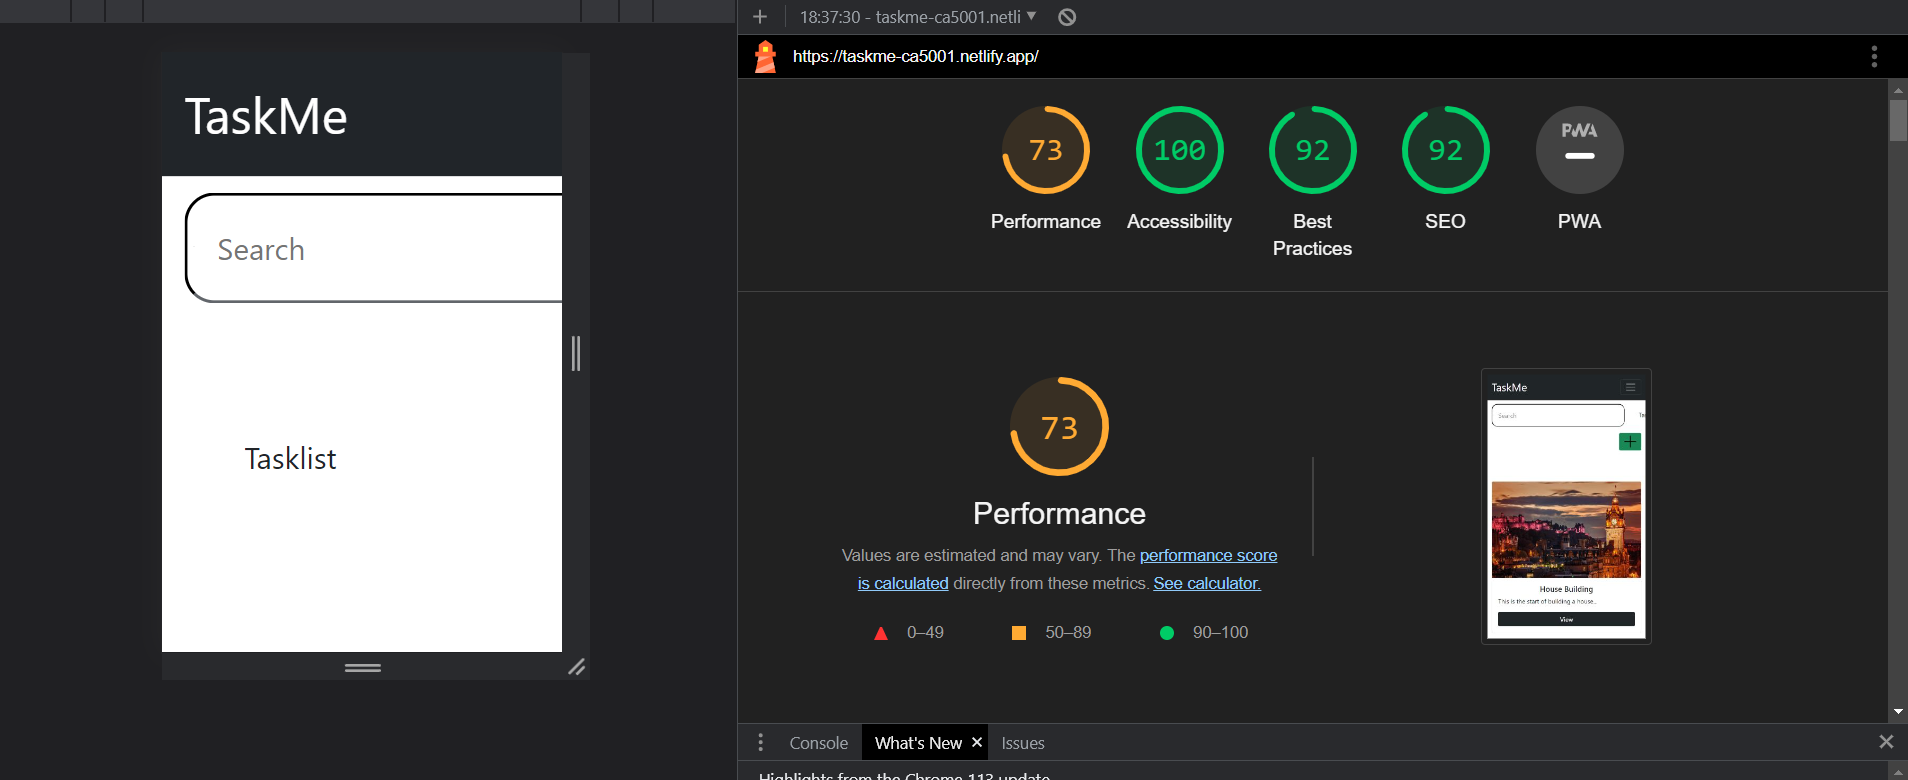 TaskMe
Search
Tasklist
18:37:30 - taskme-ca5001.netli
https://taskme-ca5001.netlify.app/
73
100
92
92
PWA
Performance
Accessibility
Best
Practices
SEO
PWA
73
Performance
Values are estimated and may vary. The performance score
is calculated directly from these metrics. See calculator.
0–49
50–89
90–100
TaskMe
Search
Ta
House Building
This is the start of building a house..
View
Console
What's New
Issues
Highlights from the Chrome 113 update